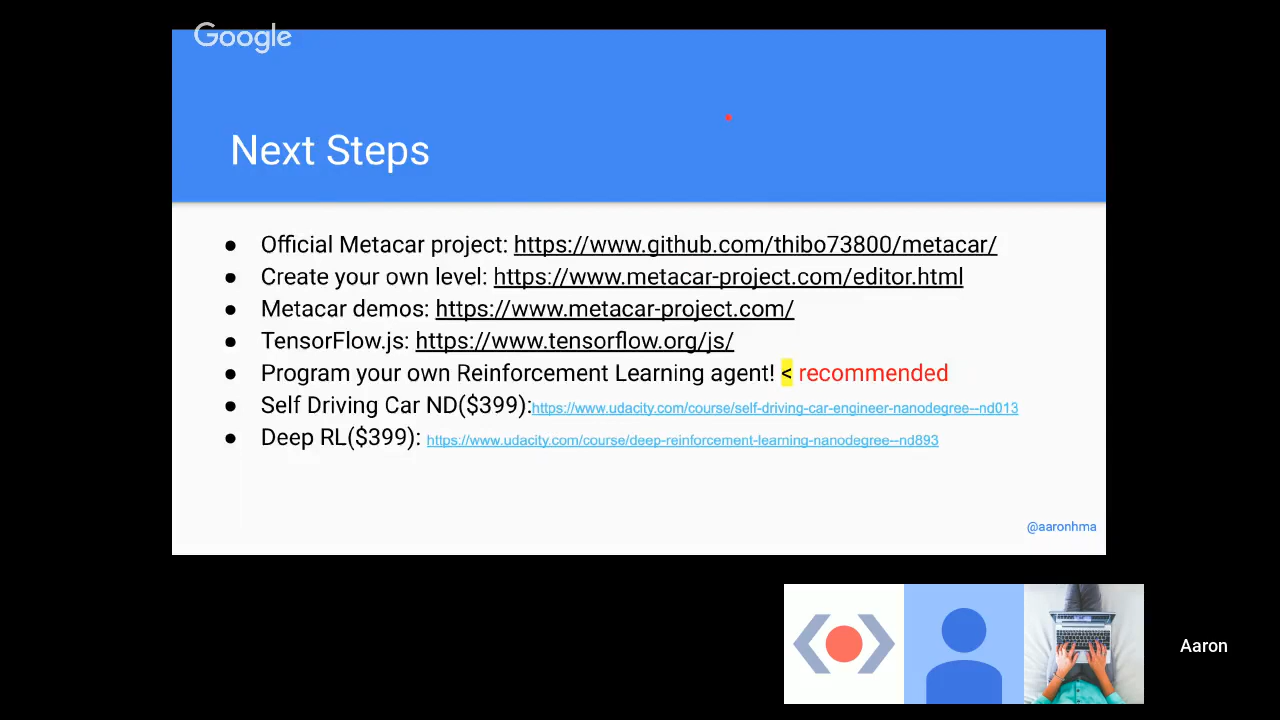 Google
Next Steps
● Official Metacar project: https://www.github.com/thibo73800/metacar/
● Create your own level: https://www.metacar-project.com/editor.html
● Metacar demos: https://www.metacar-project.com/
● TensorFlow.js: https://www.tensorflow.org/js/
● Program your own Reinforcement Learning agent! < recommended
● Self Driving Car ND($399):https://www.udacity.com/course/self-driving-car-engineer-nanodegree--nd013
● Deep RL($399): https://www.udacity.com/course/deep-reinforcement-learning-nanodegree--nd893
@aaronhma
Aaron